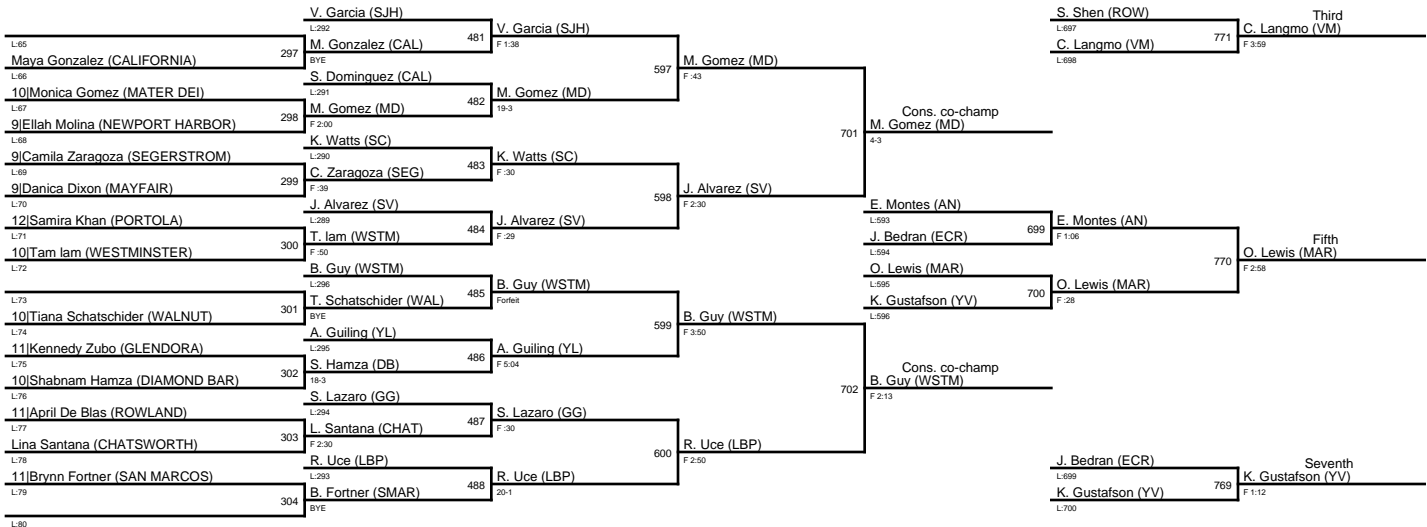 V. Garcia (SJH)
L:292
L:65
297
M. Gonzalez (CAL)
BYE
Maya Gonzalez (CALIFORNIA)
L:66
481
V. Garcia (SJH)
F 1:38
S. Dominguez (CAL)
L:291
10|Monica Gomez (MATER DEI)
L:67
298
M. Gomez (MD)
F 2:00
9|Ellah Molina (NEWPORT HARBOR)
L:68
482
M. Gomez (MD)
19-3
597
M. Gomez (MD)
F :43
K. Watts (SC)
L:290
9|Camila Zaragoza (SEGERSTROM)
L:69
299
C. Zaragoza (SEG)
F :39
9|Danica Dixon (MAYFAIR)
L:70
483
K. Watts (SC)
F :30
J. Alvarez (SV)
L:289
12|Samira Khan (PORTOLA)
L:71
300
T. Iam (WSTM)
F :50
10|Tam Iam (WESTMINSTER)
L:72
484
J. Alvarez (SV)
F :29
598
J. Alvarez (SV)
F 2:30
701
Cons. co-champ
M. Gomez (MD)
4-3
B. Guy (WSTM)
L:296
L:73
301
T. Schatschider (WAL)
BYE
10|Tiana Schatschider (WALNUT)
L:74
485
B. Guy (WSTM)
Forfeit
A. Guiling (YL)
L:295
11|Kennedy Zubo (GLENDORA)
L:75
302
S. Hamza (DB)
18-3
10|Shabnam Hamza (DIAMOND BAR)
L:76
486
A. Guiling (YL)
F 5:04
599
B. Guy (WSTM)
F 3:50
S. Lazaro (GG)
L:294
11|April De Blas (ROWLAND)
L:77
303
L. Santana (CHAT)
F 2:30
Lina Santana (CHATSWORTH)
L:78
487
S. Lazaro (GG)
F :30
R. Uce (LBP)
L:293
11|Brynn Fortner (SAN MARCOS)
L:79
304
B. Fortner (SMAR)
BYE
L:80
488
R. Uce (LBP)
20-1
600
R. Uce (LBP)
F 2:50
702
Cons. co-champ
B. Guy (WSTM)
F 2:13
S. Shen (ROW)
L:697
771
C. Langmo (VM)
L:698
Third
C. Langmo (VM)
F 3:59
E. Montes (AN)
L:593
699
J. Bedran (ECR)
L:594
E. Montes (AN)
F 1:06
O. Lewis (MAR)
L:595
700
K. Gustafson (YV)
L:596
O. Lewis (MAR)
F :28
770
Fifth
O. Lewis (MAR)
F 2:58
J. Bedran (ECR)
L:699
769
K. Gustafson (YV)
L:700
Seventh
K. Gustafson (YV)
F 1:12